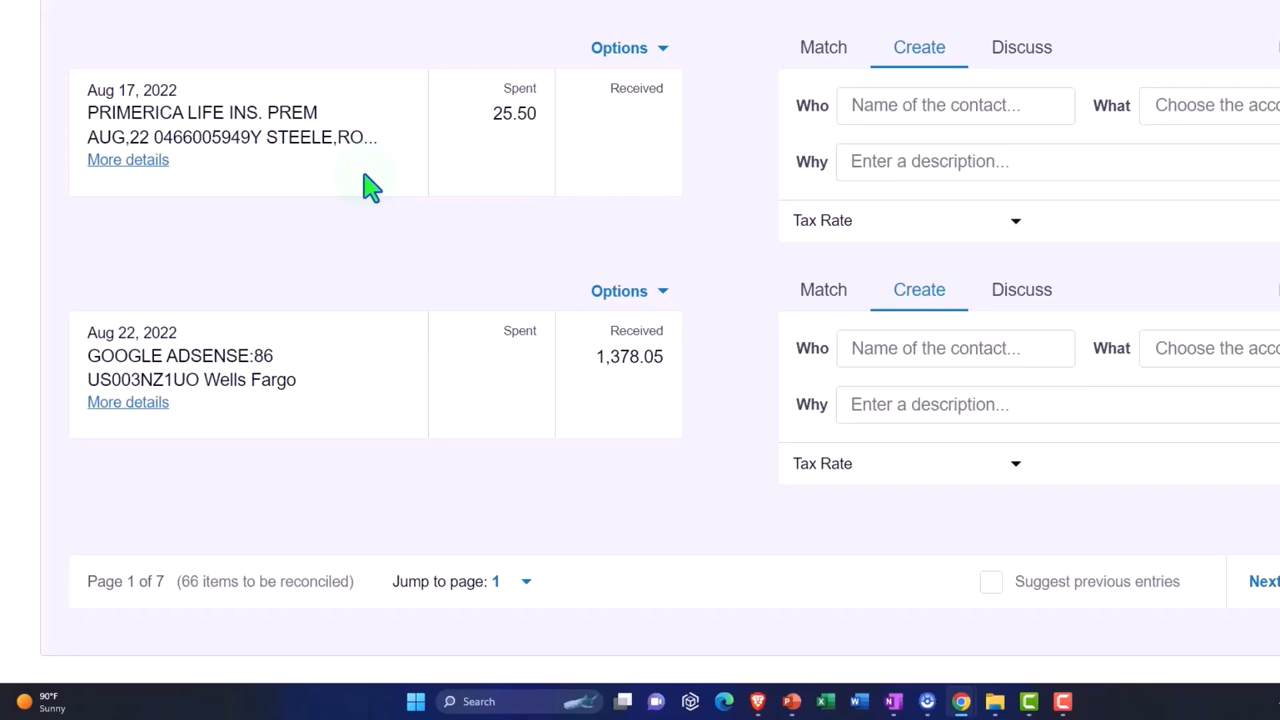 Options
Match Create Discuss
Aug 17, 2022 Spent Received
PRIMERICA LIFE INS. PREM 25.50
AUG,22 0466005949Y STEELE,RO...
More details
Who Name of the contact... What Choose the acco
Why Enter a description...
Tax Rate
Options
Match Create Discuss
Aug 22, 2022 Spent Received
GOOGLE ADSENSE:86 1,378.05
US003NZ1UO Wells Fargo
More details
Who Name of the contact... What Choose the acco
Why Enter a description...
Tax Rate
Page 1 of 7 (66 items to be reconciled) Jump to page: 1 Suggest previous entries Next
90°F
Sunny
Search